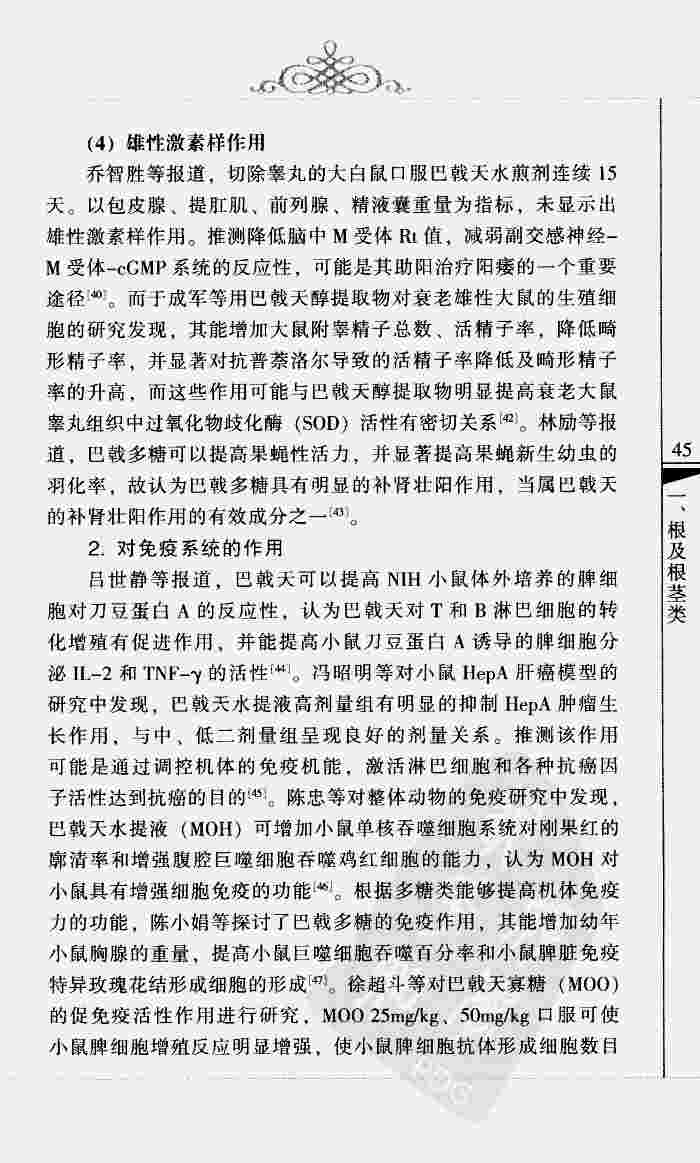 (4) 雄性激素样作用
乔智胜等报道，切除睾丸的大白鼠口服巴戟天水煎剂连续 15
天。以包皮腺、提肛肌、前列腺、精液囊重量为指标，未显示出
雄性激素样作用。推测降低脑中 M 受体 Rt 值，减弱副交感神经-
M 受体-cGMP 系统的反应性，可能是其助阳治疗阳痿的一个重要
途径[40]。而于成军等用巴戟天醇提取物对衰老雄性大鼠的生殖细
胞的研究发现，其能增加大鼠附睾精子总数、活精子率，降低畸
形精子率，并显著对抗普萘洛尔导致的活精子率降低及畸形精子
率的升高，而这些作用可能与巴戟天醇提取物明显提高衰老大鼠
睾丸组织中过氧化物歧化酶（SOD）活性有密切关系[42]。林励等报
道，巴戟多糖可以提高果蝇性活力，并显著提高果蝇新生幼虫的
羽化率，故认为巴戟多糖具有明显的补肾壮阳作用，当属巴戟天
的补肾壮阳作用的有效成分之一[43]。
2. 对免疫系统的作用
吕世静等报道，巴戟天可以提高 NIH 小鼠体外培养的脾细
胞对刀豆蛋白 A 的反应性，认为巴戟天对 T 和 B 淋巴细胞的转
化增殖有促进作用，并能提高小鼠刀豆蛋白 A 诱导的脾细胞分
泌 IL-2 和 TNF-γ 的活性[44]。冯昭明等对小鼠 HepA 肝癌模型的
研究中发现，巴戟天水提液高剂量组有明显的抑制 HepA 肿瘤生
长作用，与中、低二剂量组呈现良好的剂量关系。推测该作用
可能是通过调控机体的免疫机能，激活淋巴细胞和各种抗癌因
子活性达到抗癌的目的[45]。陈忠等对整体动物的免疫研究中发现，
巴戟天水提液（MOH）可增加小鼠单核吞噬细胞系统对刚果红的
廓清率和增强腹腔巨噬细胞吞噬鸡红细胞的能力，认为 MOH 对
小鼠具有增强细胞免疫的功能[46]。根据多糖类能够提高机体免疫
力的功能，陈小娟等探讨了巴戟多糖的免疫作用，其能增加幼年
小鼠胸腺的重量，提高小鼠巨噬细胞吞噬百分率和小鼠脾脏免疫
特异玫瑰花结形成细胞的形成[47]。徐超斗等对巴戟天寡糖（MOO）
的促免疫活性作用进行研究，MOO 25mg/kg、50mg/kg 口服可使
小鼠脾细胞增殖反应明显增强，使小鼠脾细胞抗体形成细胞数目
45
一、根及根茎类
PDG